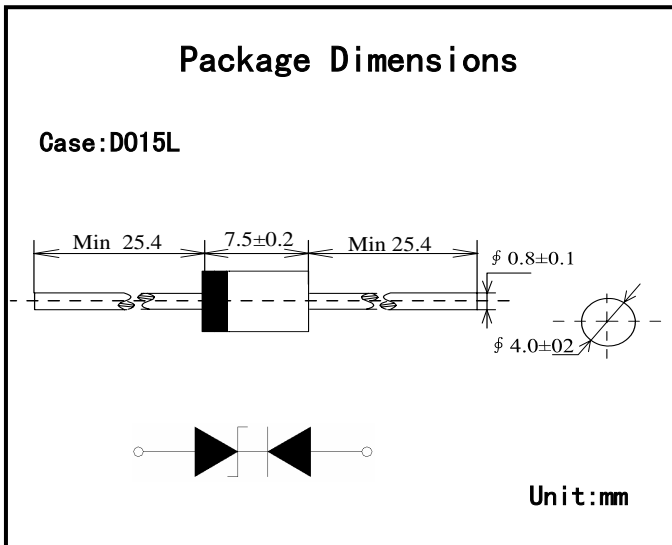 Package Dimensions
Case:DO15L
Min 25.4
7.5±0.2
Min 25.4
∮ 0.8±0.1
∮ 4.0±02
Unit:mm